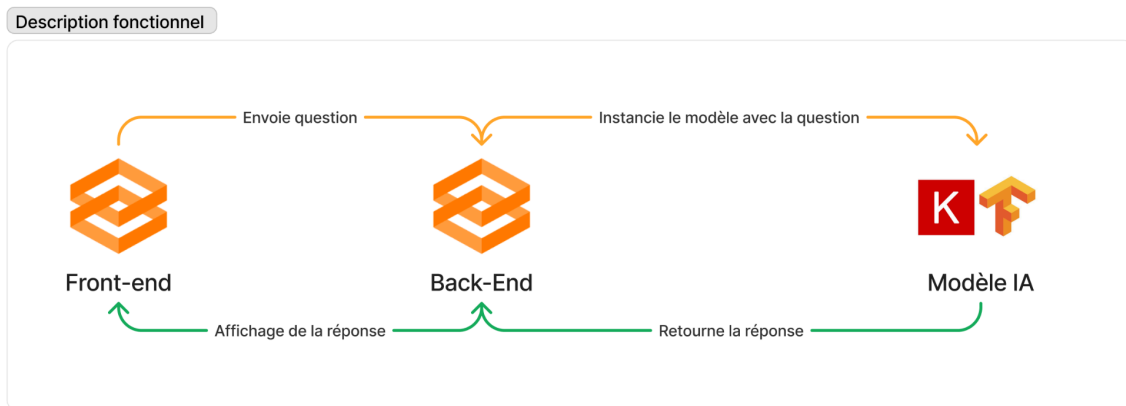 Description fonctionnel
Envoie question
Instancie le modèle avec la question
K
Front-end
Back-End
Modèle IA
Affichage de la réponse
Retourne la réponse